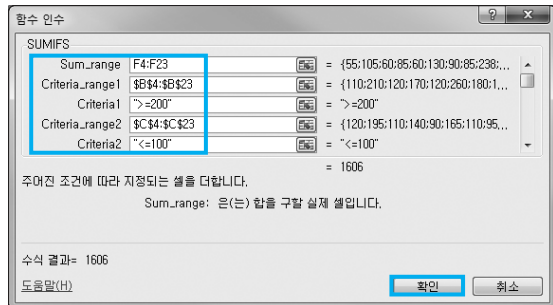 함수 인수
SUMIFS
Sum_range F4:F23 = {55;105;60;85;60;130;90;85;238;...
Criteria_range1 $B$4:$B$23 = {110;210;120;170;120;260;180;1...
Criteria1 ">=200" = ">=200"
Criteria_range2 $C$4:$C$23 = {120;195;110;140;90;165;110;95...
Criteria2 "<=100" = "<=100"
= 1606
주어진 조건에 따라 지정되는 셀을 더합니다.
Sum_range: 은(는) 합을 구할 실제 셀입니다.
수식 결과= 1606
도움말(H) 확인 취소